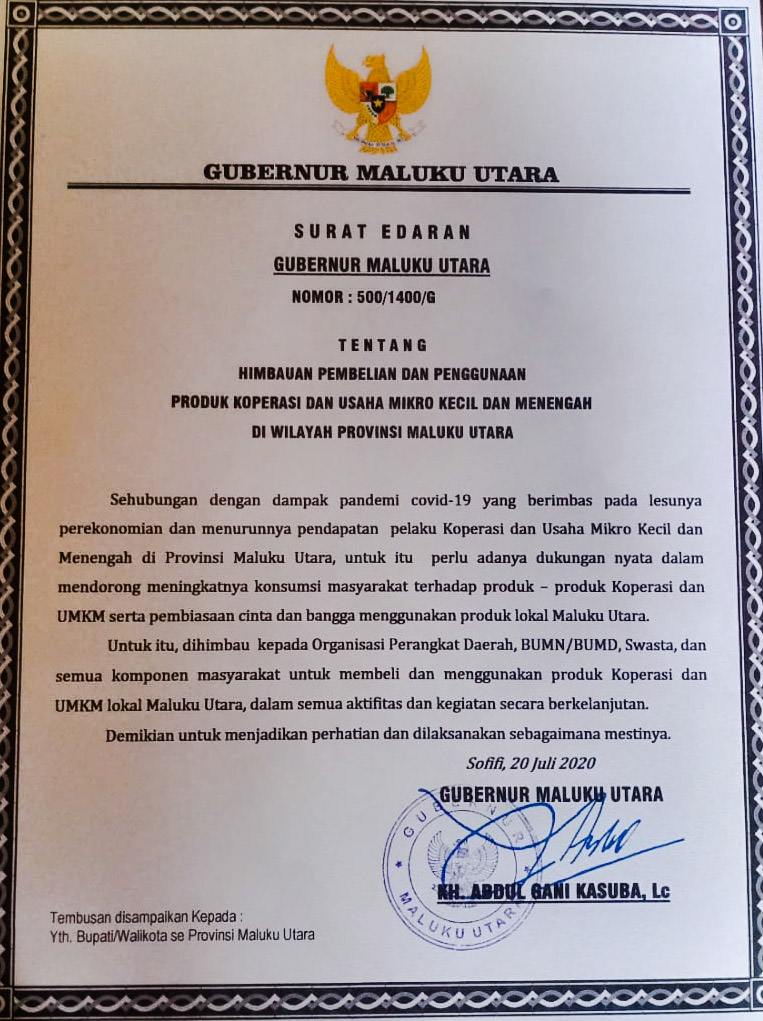 GUBERNUR MALUKU UTARA
SURAT EDARAN
GUBERNUR MALUKU UTARA
NOMOR : 500/1400/G
TENTANG
HIMBAUAN PEMBELIAN DAN PENGGUNAAN
PRODUK KOPERASI DAN USAHA MIKRO KECIL DAN MENENGAH
DI WILAYAH PROVINSI MALUKU UTARA
Sehubungan dengan dampak pandemi covid-19 yang berimbas pada lesunya
perekonomian dan menurunnya pendapatan pelaku Koperasi dan Usaha Mikro Kecil dan
Menengah di Provinsi Maluku Utara, untuk itu perlu adanya dukungan nyata dalam
mendorong meningkatnya konsumsi masyarakat terhadap produk – produk Koperasi dan
UMKM serta pembiasaan cinta dan bangga menggunakan produk lokal Maluku Utara.
Untuk itu, dihimbau kepada Organisasi Perangkat Daerah, BUMN/BUMD, Swasta, dan
semua komponen masyarakat untuk membeli dan menggunakan produk Koperasi dan
UMKM lokal Maluku Utara, dalam semua aktifitas dan kegiatan secara berkelanjutan.
Demikian untuk menjadikan perhatian dan dilaksanakan sebagaimana mestinya.
Sofifi, 20 Juli 2020
GUBERNUR MALUKU UTARA
GUBERNUR
MALUKU UTARA
KH. ABDUL GANI KASUBA, Lc
Tembusan disampaikan Kepada :
Yth. Bupati/Walikota se Provinsi Maluku Utara